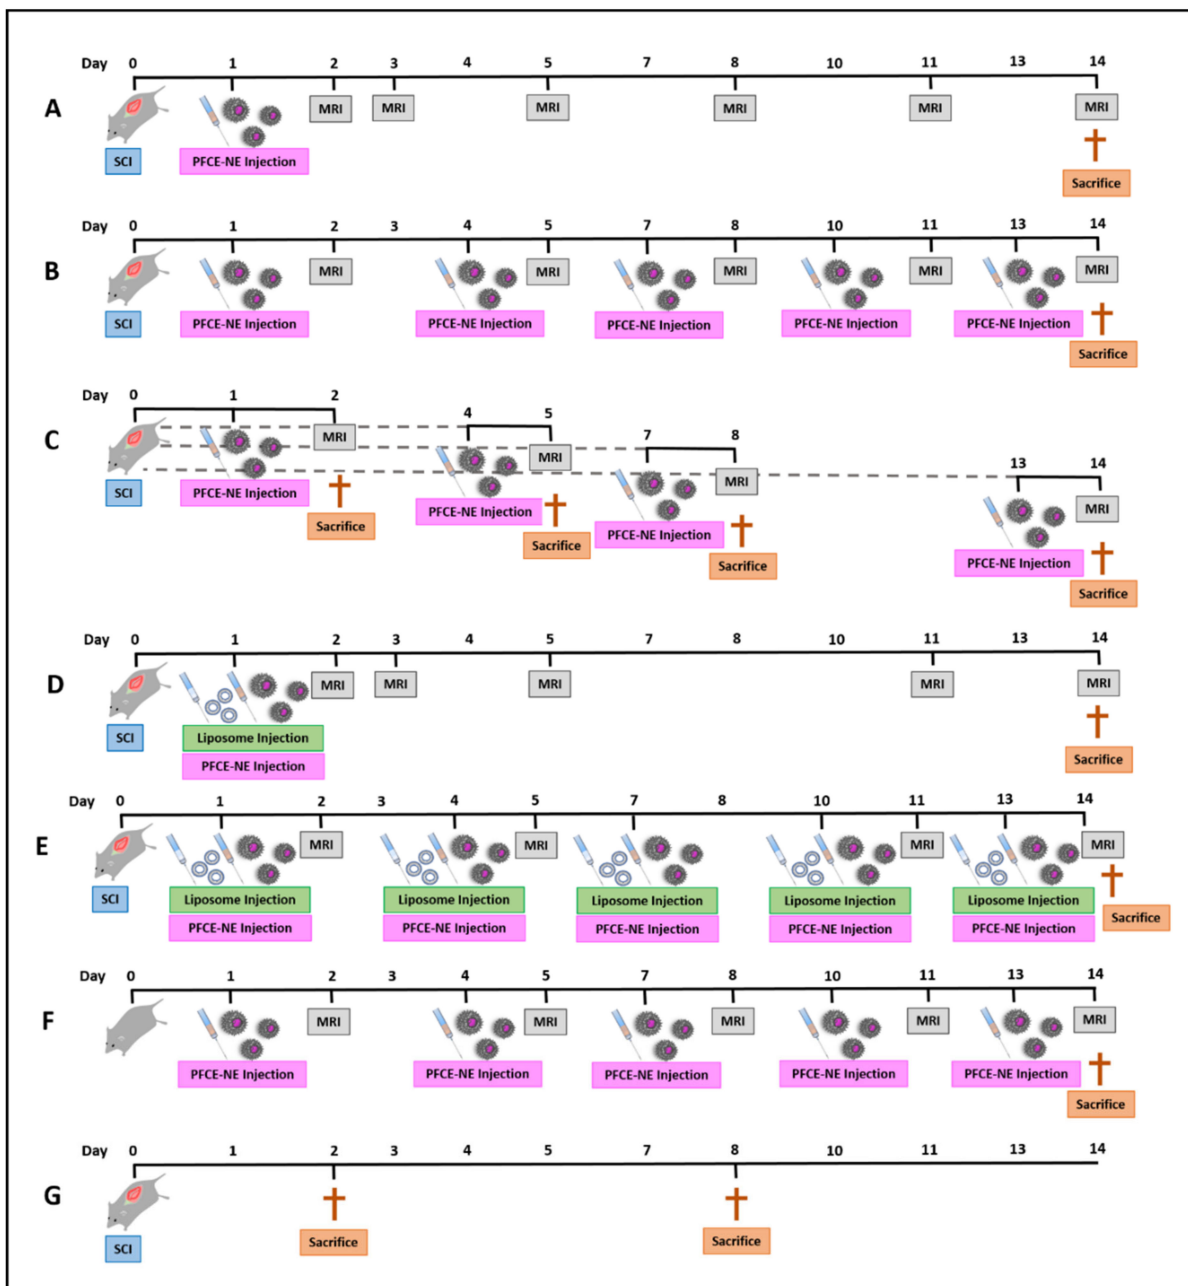 Day 0 1 2 3 4 5 7 8 10 11 13 14
A
MRI MRI MRI MRI MRI MRI
SCI PFCE-NE Injection
Sacrifice
Day 0 1 2 3 4 5 7 8 10 11 13 14
B
MRI MRI MRI MRI MRI
SCI PFCE-NE Injection PFCE-NE Injection PFCE-NE Injection PFCE-NE Injection PFCE-NE Injection
Sacrifice
Day 0 1 2 4 5 7 8 13 14
C
MRI MRI MRI MRI
SCI PFCE-NE Injection PFCE-NE Injection PFCE-NE Injection PFCE-NE Injection
Sacrifice Sacrifice Sacrifice Sacrifice
Day 0 1 2 3 4 5 7 8 10 11 13 14
D
MRI MRI MRI MRI MRI
SCI Liposome Injection
PFCE-NE Injection
Sacrifice
Day 0 1 2 3 4 5 7 8 10 11 13 14
E
MRI MRI MRI MRI
SCI Liposome Injection Liposome Injection Liposome Injection Liposome Injection Liposome Injection
PFCE-NE Injection PFCE-NE Injection PFCE-NE Injection PFCE-NE Injection PFCE-NE Injection
Sacrifice
Day 0 1 2 3 4 5 7 8 10 11 13 14
F
MRI MRI MRI MRI MRI
PFCE-NE Injection PFCE-NE Injection PFCE-NE Injection PFCE-NE Injection PFCE-NE Injection
Sacrifice
Day 0 1 2 3 4 5 7 8 10 11 13 14
G
SCI Sacrifice Sacrifice